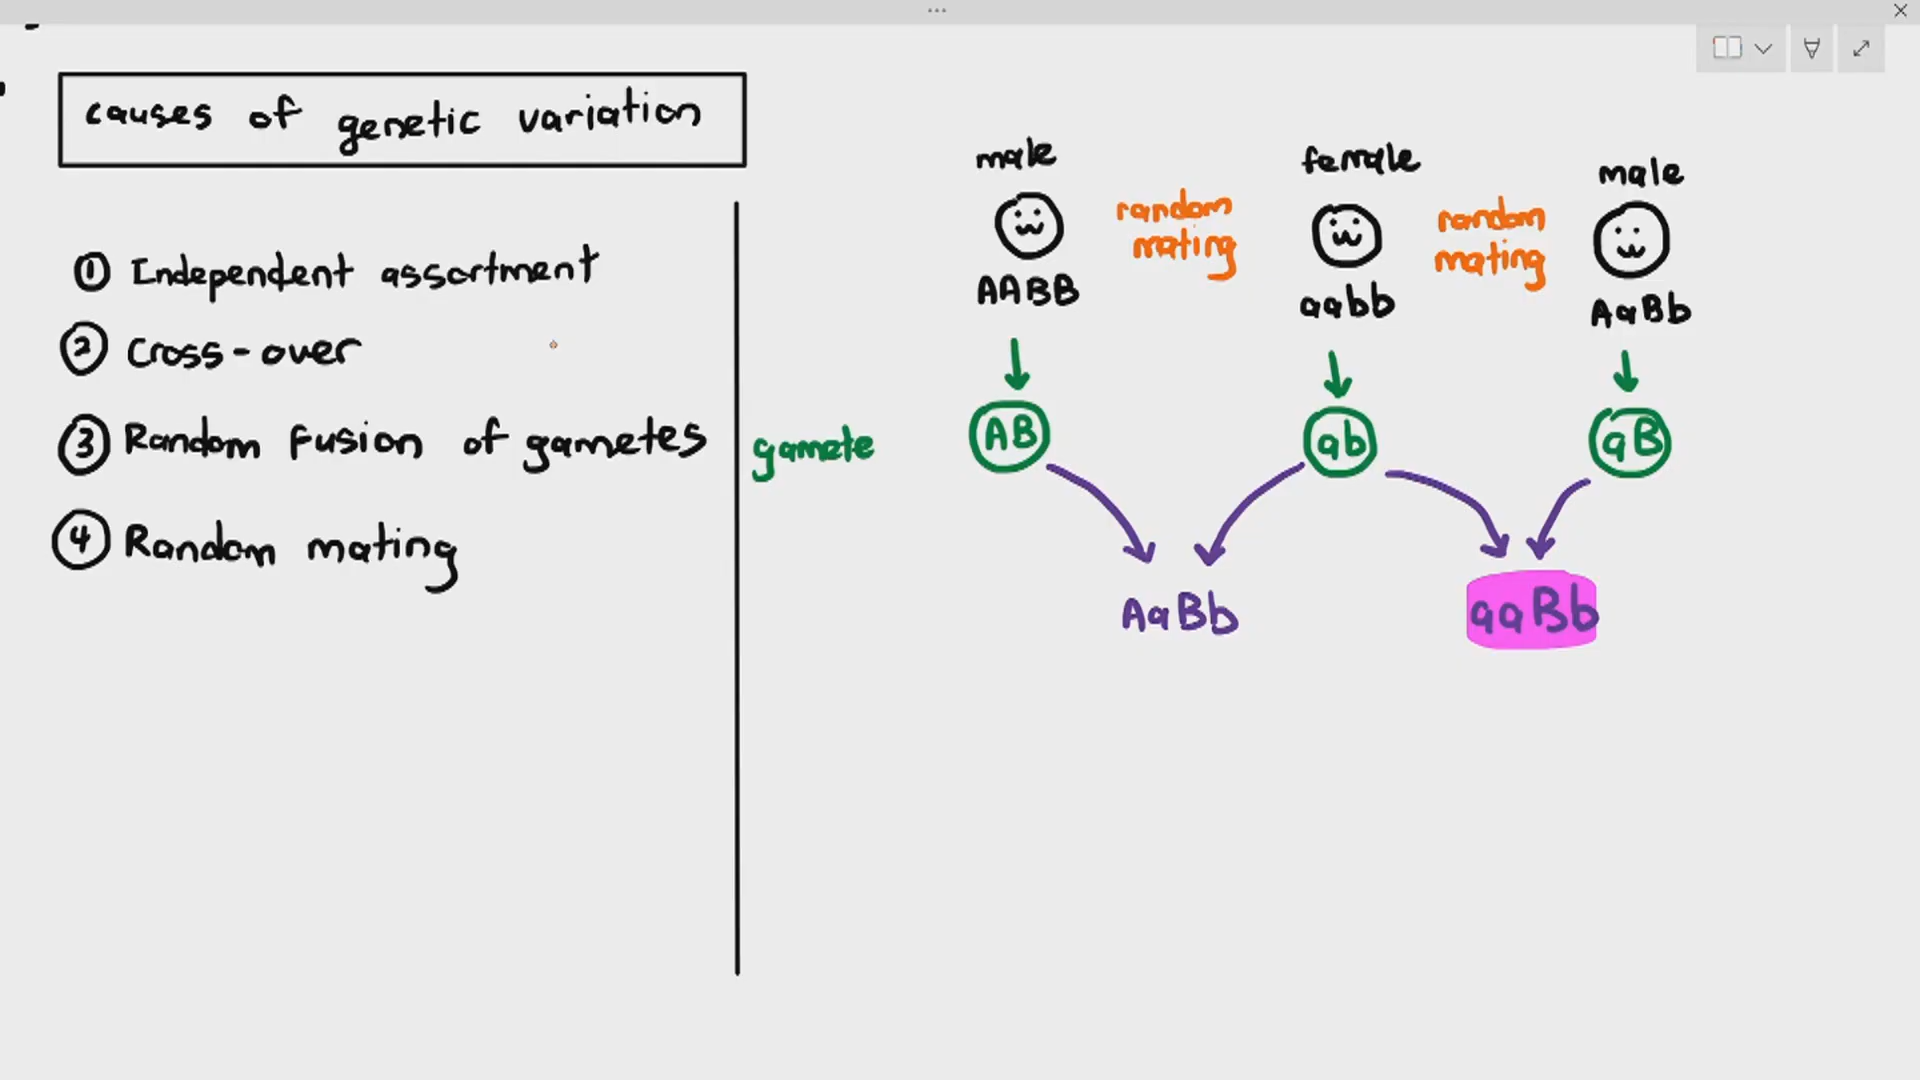 causes of genetic variation
① Independent assortment
② Cross-over
③ Random fusion of gametes
④ Random mating
male
female
male
random
mating
random
mating
AABB
aabb
AaBb
gamete
AB
ab
aB
AaBb
aaBb